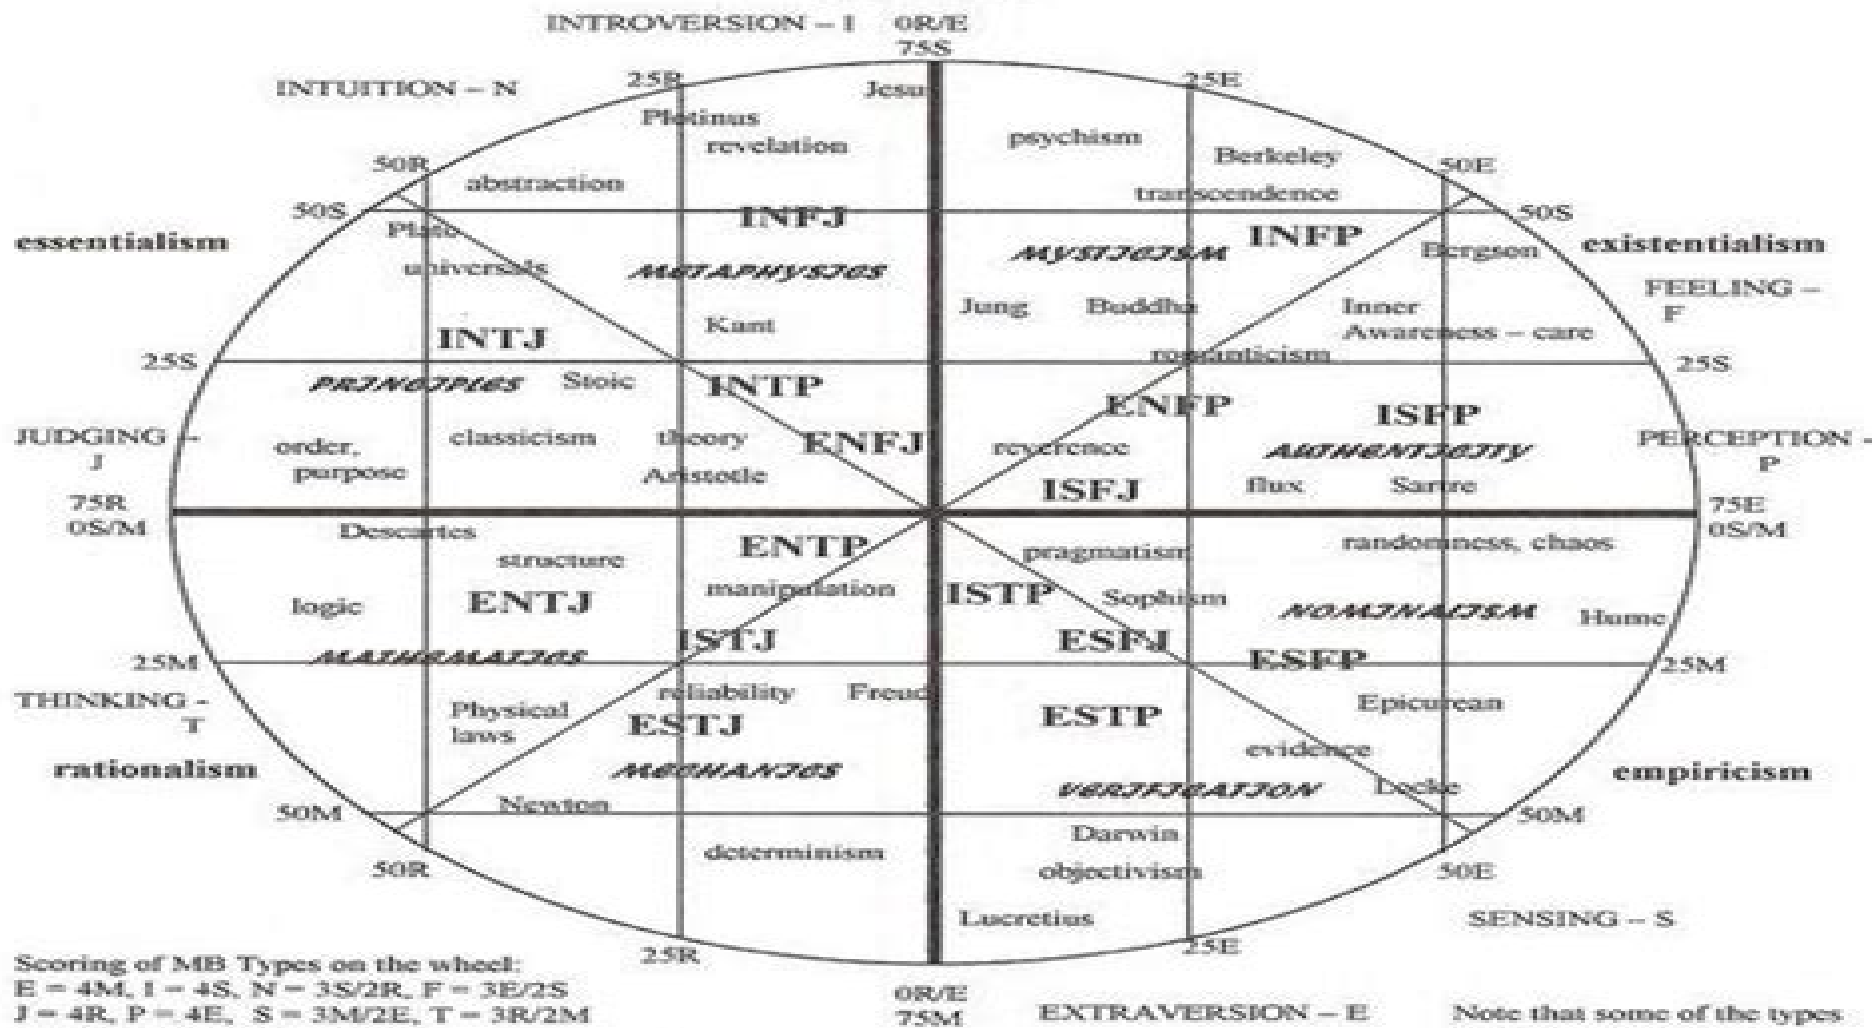 INTROVERSION – I 0R/E
75S
INTUITION – N
25R
25E
Jesu
Plotinus
revelation
psychism
Berkeley
50R
50E
abstraction
transcendence
50S
50S
INFJ
INFP
Plato
essentialism
existentialism
universals
METAPHYSICS
MYSTICISM
Bergson
FEELING –
F
Jung
Buddha
Inner
Awareness – care
Kant
INTJ
romanticism
25S
25S
PRINCIPLES
Stoic
INTP
ENFP
ISFP
JUDGING –
J
order,
purpose
classicism
theory
ENFJ
reverence
AUTHENTICITY
PERCEPTION –
P
Aristotle
ISFJ
flux
Sartre
75R
0S/M
75E
0S/M
Descartes
structure
ENTP
pragmatism
randomness, chaos
logic
ENTJ
manipulation
ISTP
Sophism
NOMINALISM
Hume
ISTJ
ESFJ
ESFP
25M
MATHEMATICS
25M
THINKING -
T
Physical
laws
reliability
Freud
ESTJ
ESTP
Epicurean
evidence
rationalism
MECHANICS
VERIFICATION
Locke
empiricism
50M
Newton
50M
Darwin
determinism
objectivism
50R
50E
Lucretius
SENSING – S
25R
25E
Scoring of MB Types on the wheel:
E = 4M, I = 4S, N = 3S/2R, F = 3E/2S
J = 4R, P = 4E, S = 3M/2E, T = 3R/2M
0R/E
75M
EXTRAVERSION – E
Note that some of the types